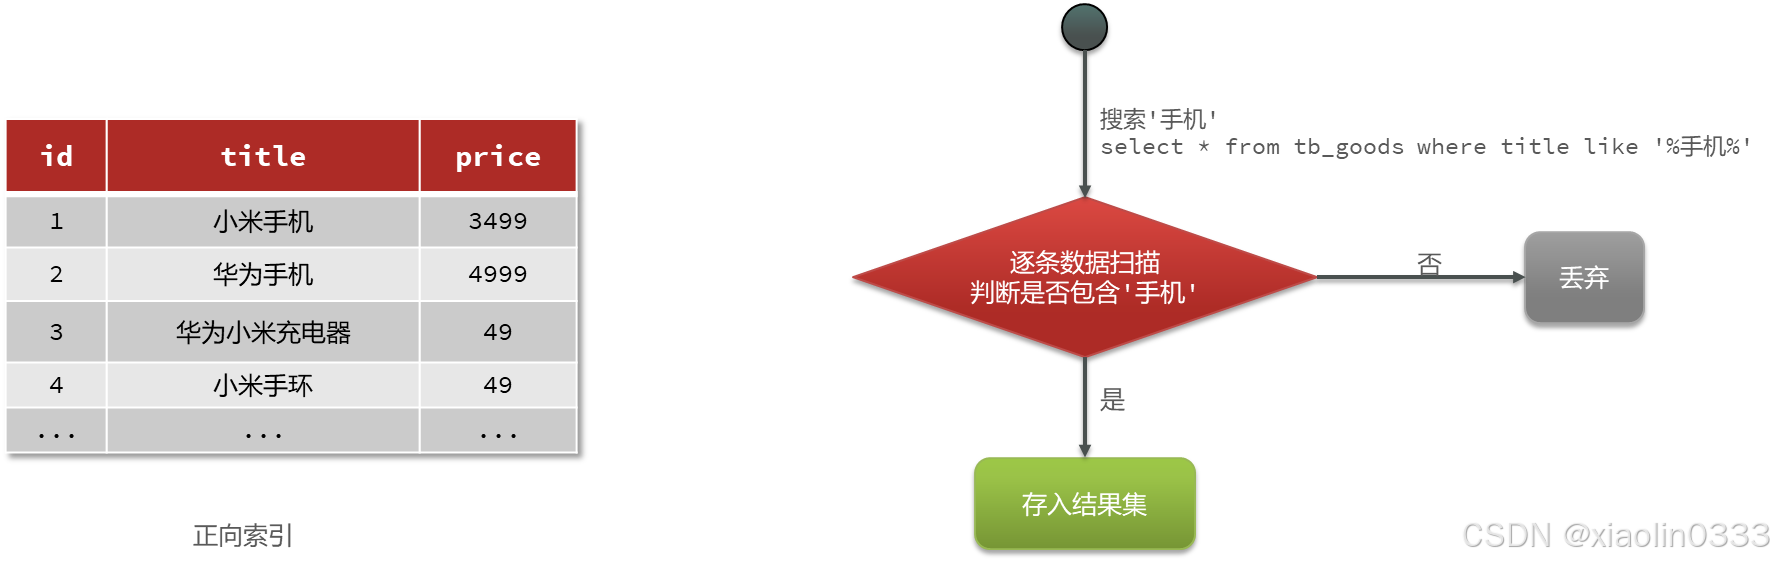 id title price
1 小米手机 3499
2 华为手机 4999
3 华为小米充电器 49
4 小米手环 49
... ... ...
正向索引
搜索'手机'
select * from tb_goods where title like '%手机%'
逐条数据扫描
判断是否包含'手机'
否
丢弃
是
存入结果集
CSDN @xiaolin0333